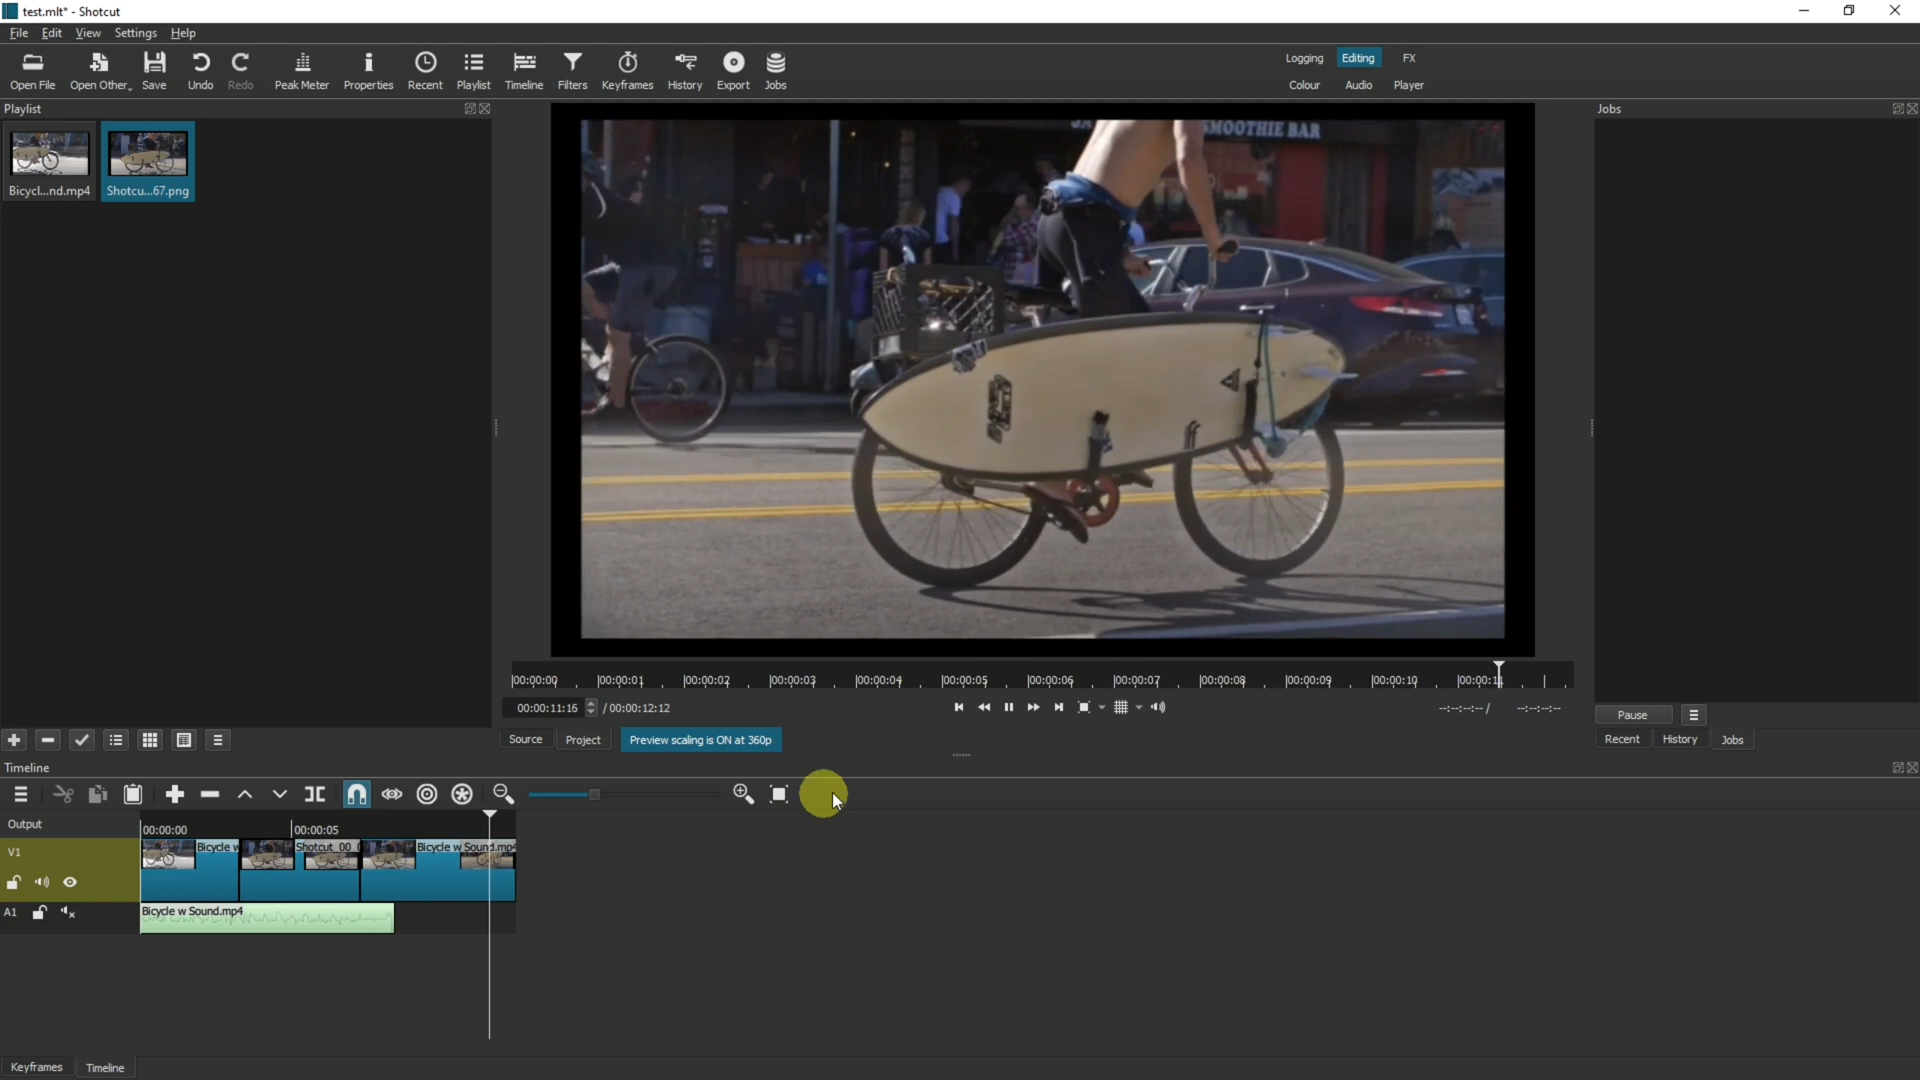 test.mlt* - Shotcut
File Edit View Settings Help
Open File Open Other Save Undo Redo Peak Meter Properties Recent Playlist Timeline Filters Keyframes History Export Jobs
Logging Editing FX
Colour Audio Player
Playlist
Jobs
Bicycl...nd.mp4 Shotcu...67.png
SMOOTHIE BAR
00:00:00 00:00:01 00:00:02 00:00:03 00:00:04 00:00:05 00:00:06 00:00:07 00:00:08 00:00:09 00:00:10 00:00:11
00:00:11:16 / 00:00:12:12
--:--:--:-- / --:--:--:--
Pause
Source Project Preview scaling is ON at 360p
Recent History Jobs
Timeline
Output
00:00:00 00:00:05
V1
Bicycle w Shotcut_00_ Bicycle w Sound.mp4
A1
Bicycle w Sound.mp4
Keyframes Timeline